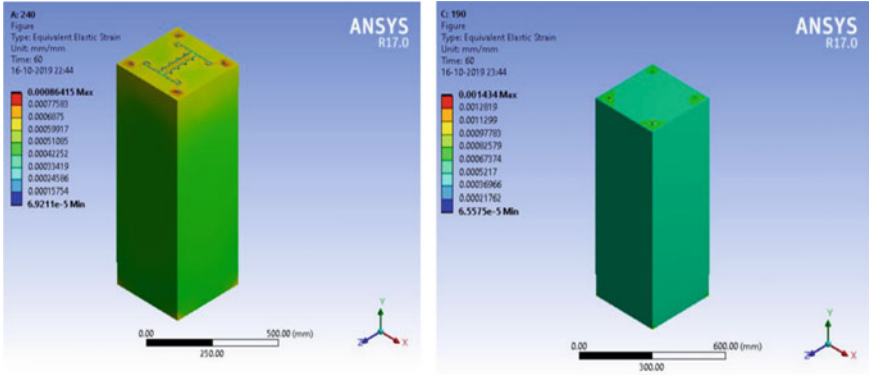 A: 240
Figure
Type: Equivalent Elastic Strain
Unit: mm/mm
Time: 60
16-10-2019 22:44
0.00086415 Max
0.00077583
0.0006875
0.00059917
0.00051085
0.00042252
0.00033419
0.00024586
0.00015754
6.9211e-5 Min
ANSYS
R17.0
0.00
500.00 (mm)
250.00
Y
Z
X
C: 190
Figure
Type: Equivalent Elastic Strain
Unit: mm/mm
Time: 60
16-10-2019 23:44
0.001434 Max
0.0012819
0.0011299
0.00097783
0.00082579
0.00067374
0.0005217
0.00036966
0.00021762
6.5575e-5 Min
ANSYS
R17.0
0.00
600.00 (mm)
300.00
Y
Z
X